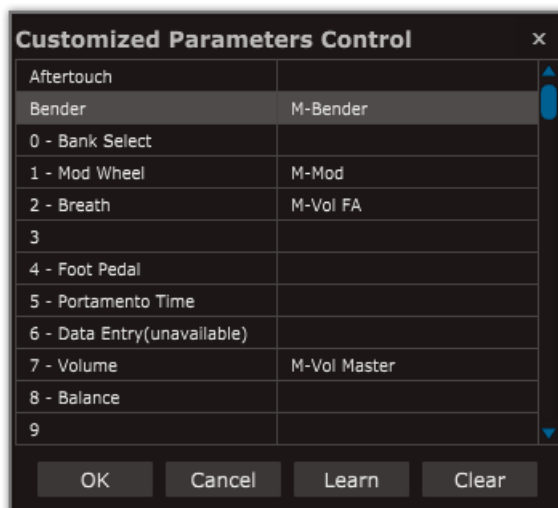 Customized Parameters Control ×
Aftertouch
Bender M-Bender
0 - Bank Select
1 - Mod Wheel M-Mod
2 - Breath M-Vol FA
3
4 - Foot Pedal
5 - Portamento Time
6 - Data Entry(unavailable)
7 - Volume M-Vol Master
8 - Balance
9
OK Cancel Learn Clear